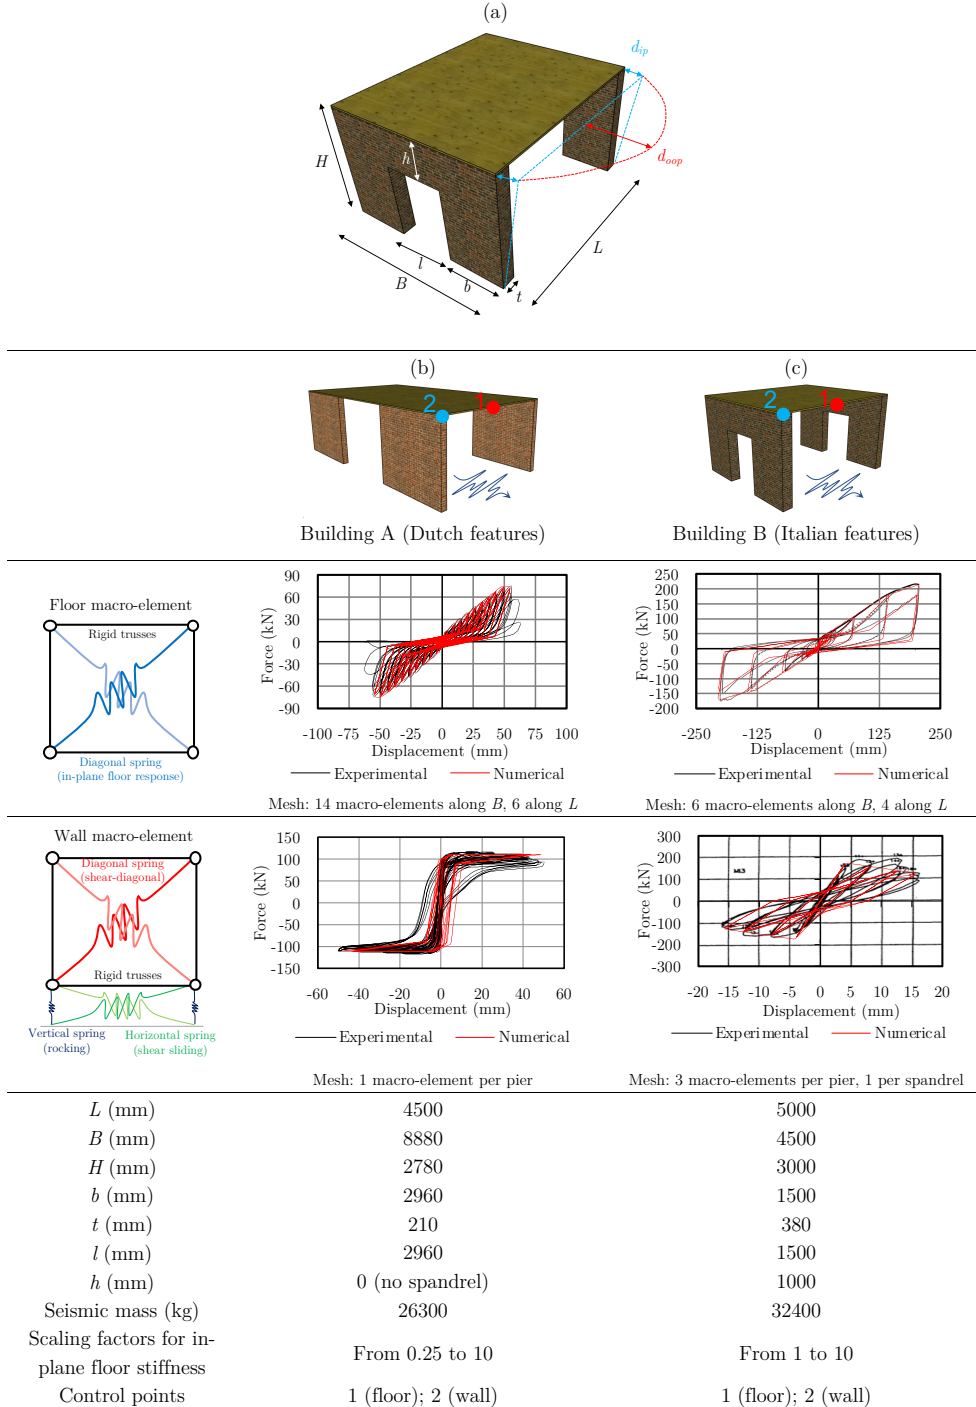 (a)
d_ip
H
h
d_oop
L
l
b
B
t
(b)
(c)
2
1
2
1
Building A (Dutch features)
Building B (Italian features)
Floor macro-element
Rigid trusses
Diagonal spring
(in-plane floor response)
Force (kN)
90
60
30
0
-30
-60
-90
-100 -75 -50 -25 0 25 50 75 100
Displacement (mm)
Experimental Numerical
Mesh: 14 macro-elements along B, 6 along L
Force (kN)
250
200
150
100
50
0
-50
-100
-150
-200
-250 -125 0 125 250
Displacement (mm)
Experimental Numerical
Mesh: 6 macro-elements along B, 4 along L
Wall macro-element
Diagonal spring
(shear-diagonal)
Rigid trusses
Vertical spring
(rocking)
Horizontal spring
(shear sliding)
Force (kN)
150
100
50
0
-50
-100
-150
-60 -40 -20 0 20 40 60
Displacement (mm)
Experimental Numerical
Mesh: 1 macro-element per pier
Force (kN)
300
200
100
0
-100
-200
-300
-20 -15 -10 -5 0 5 10 15 20
Displacement (mm)
Experimental Numerical
Mesh: 3 macro-elements per pier, 1 per spandrel
L (mm) 4500 5000
B (mm) 8880 4500
H (mm) 2780 3000
b (mm) 2960 1500
t (mm) 210 380
l (mm) 2960 1500
h (mm) 0 (no spandrel) 1000
Seismic mass (kg) 26300 32400
Scaling factors for in-
plane floor stiffness From 0.25 to 10 From 1 to 10
Control points 1 (floor); 2 (wall) 1 (floor); 2 (wall)